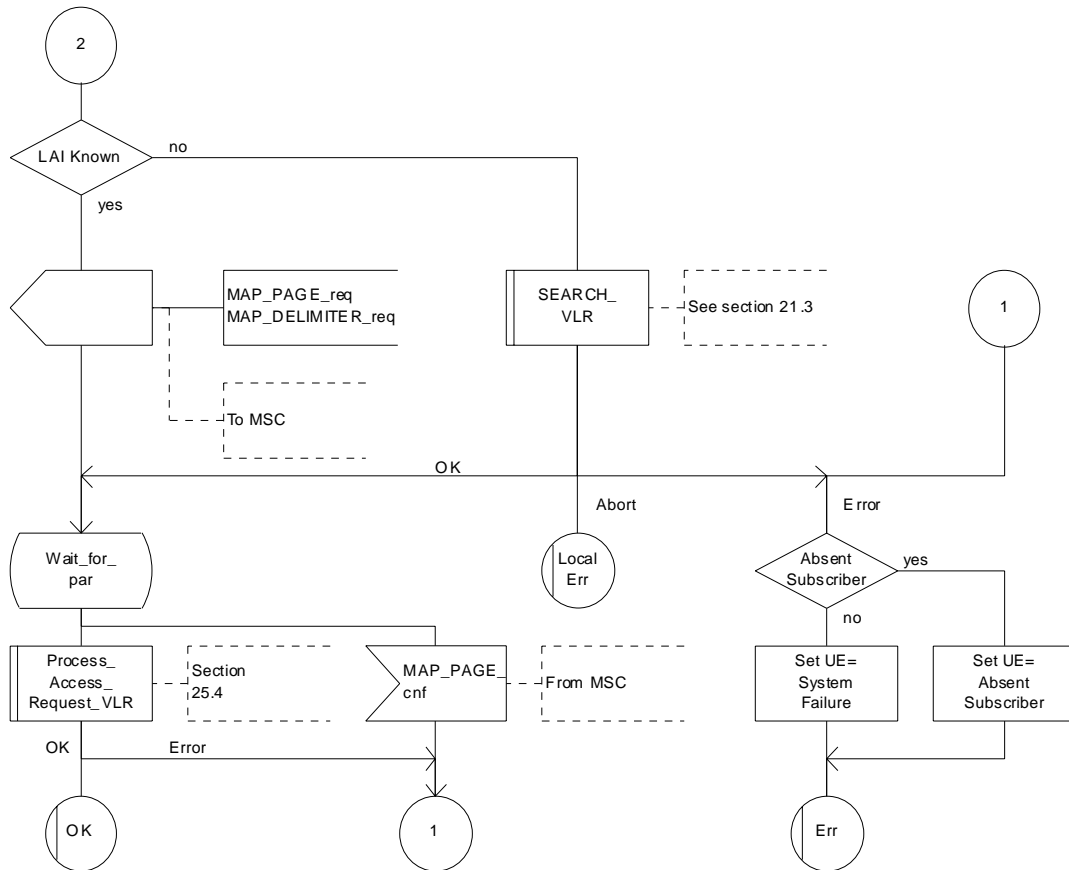 2
LAI Known
no
yes
MAP_PAGE_req
MAP_DELIMITER_req
SEARCH_
VLR
See section 21.3
1
To MSC
OK
Abort
Error
Wait_for_
par
Local
Err
Absent
Subscriber
yes
no
Process_
Access_
Request_VLR
Section
25.4
MAP_PAGE_
cnf
From MSC
Set UE=
System
Failure
Set UE=
Absent
Subscriber
OK
Error
OK
1
Err